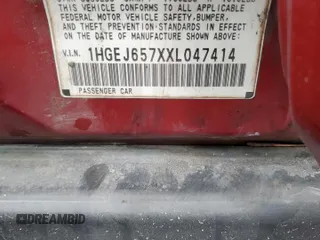 THIS VEHICLE CONFORMS TO ALL APPLICABLE
FEDERAL MOTOR VEHICLE SAFETY, BUMPER,
AND THEFT PREVENTION STANDARDS IN
EFFECT ON THE DATE OF MANUFACTURE
SHOWN ABOVE.
V.I.N. 1HGEJ657XXL047414
PASSENGER CAR
DREAMBID